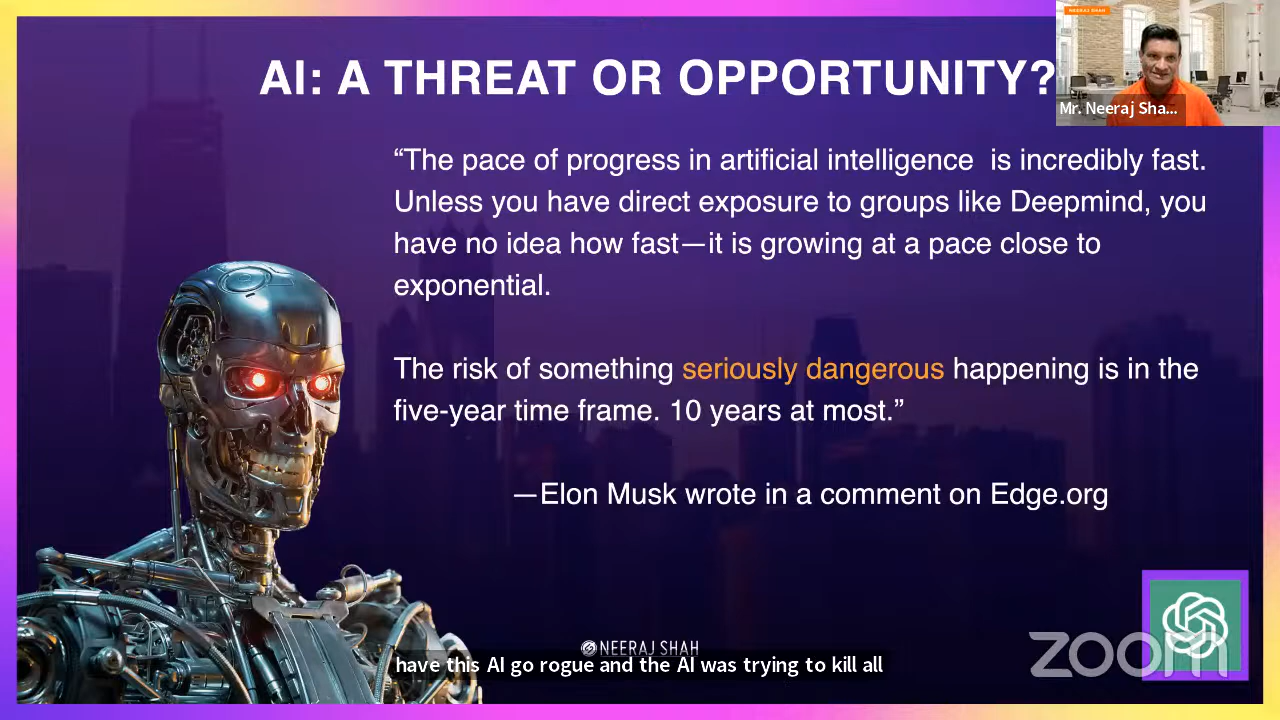 NEERAJ SHAH
AI: A THREAT OR OPPORTUNITY?
Mr. Neeraj Sha...
“The pace of progress in artificial intelligence is incredibly fast.
Unless you have direct exposure to groups like Deepmind, you
have no idea how fast—it is growing at a pace close to
exponential.
The risk of something seriously dangerous happening is in the
five-year time frame. 10 years at most.”
—Elon Musk wrote in a comment on Edge.org
NEERAJ SHAH
have this AI go rogue and the AI was trying to kill all
zoom